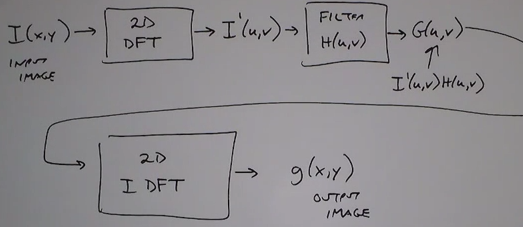 I(x,y) → 2D DFT → I'(u,v) → FILTER H(u,v) → G(u,v)
INPUT IMAGE
I'(u,v)H(u,v)
2D I DFT → g(x,y)
OUTPUT IMAGE